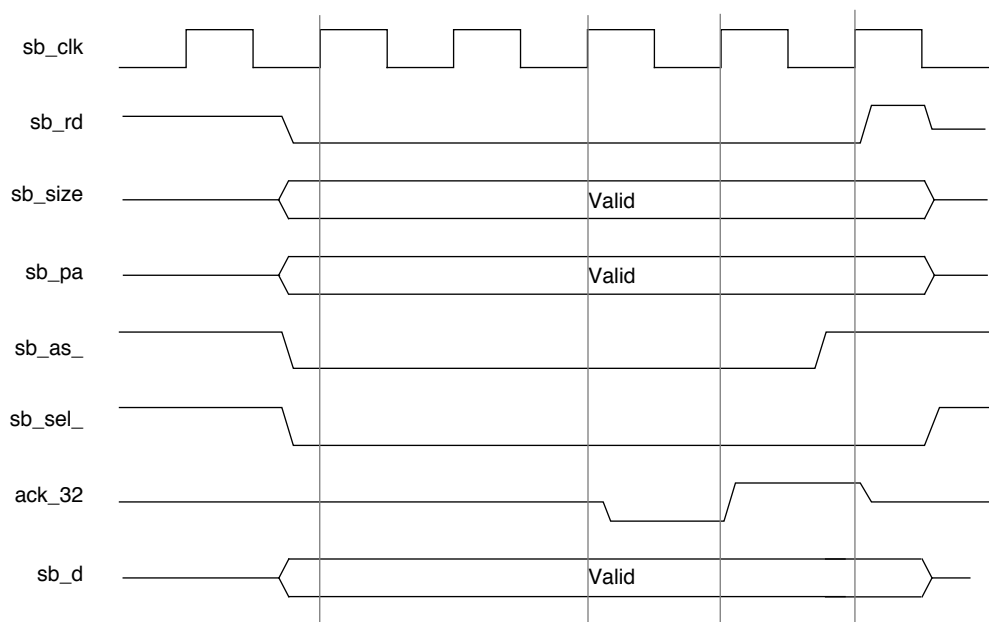 sb_clk
sb_rd
sb_size
Valid
sb_pa
Valid
sb_as_
sb_sel_
ack_32
sb_d
Valid